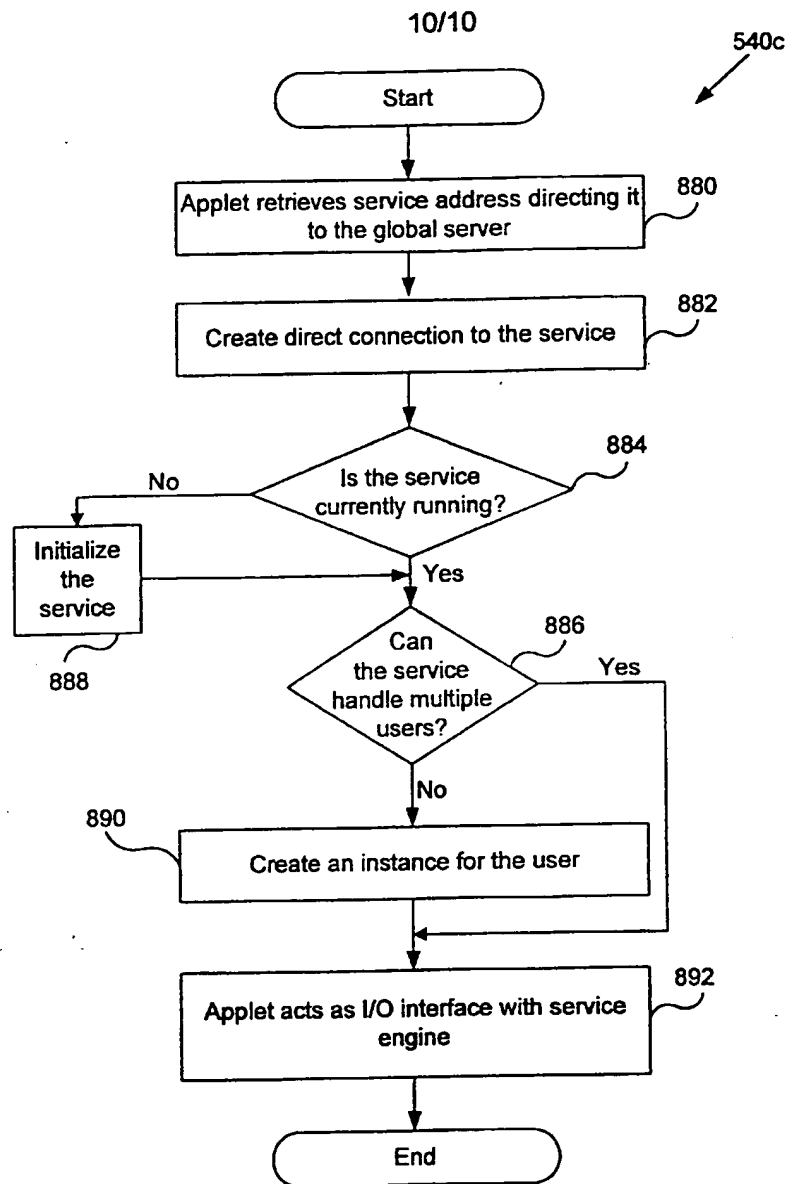 10/10
540c
Start
Applet retrieves service address directing it
to the global server
880
Create direct connection to the service
882
Is the service
currently running?
884
No
Initialize
the
service
888
Yes
Can
the service
handle multiple
users?
886
Yes
No
890
Create an instance for the user
Applet acts as I/O interface with service
engine
892
End